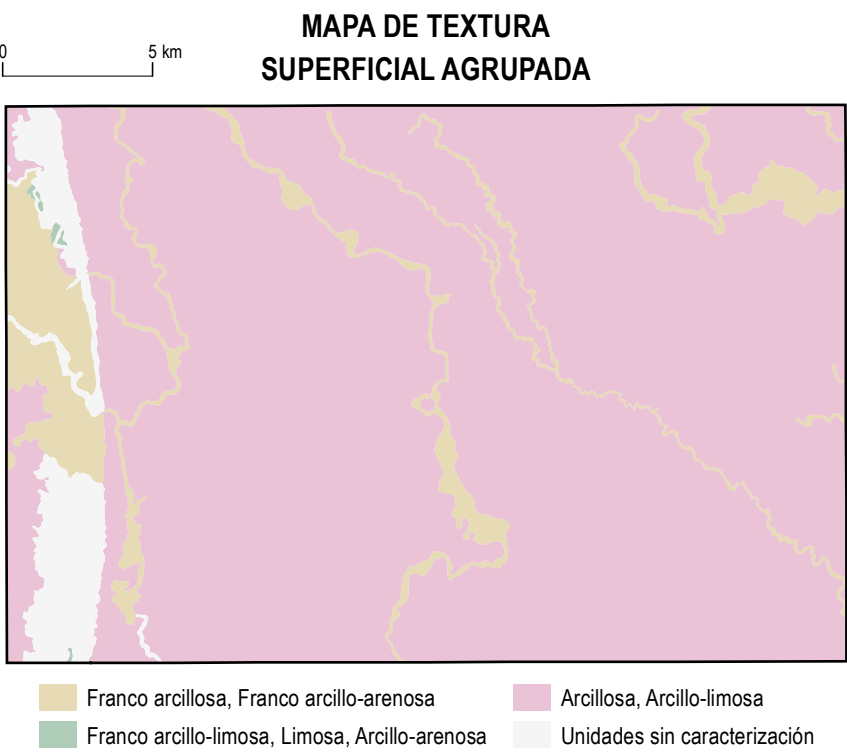 MAPA DE TEXTURA
SUPERFICIAL AGRUPADA
0 5 km
Franco arcillosa, Franco arcillo-arenosa
Arcillosa, Arcillo-limosa
Franco arcillo-limosa, Limosa, Arcillo-arenosa
Unidades sin caracterización